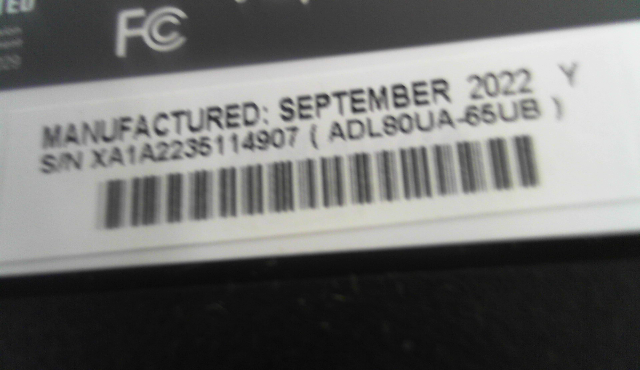 FC
MANUFACTURED: SEPTEMBER 2022 Y
S/N XA1A2235114907 ( ADL80UA-65UB )